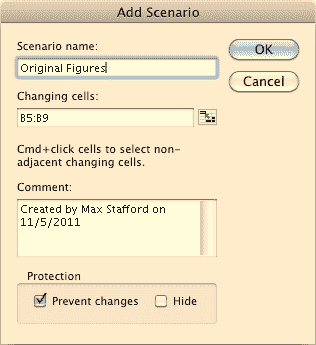 Add Scenario
Scenario name:
Original Figures
OK
Cancel
Changing cells:
B5:B9
Cmd+click cells to select non-
adjacent changing cells.
Comment:
Created by Max Stafford on
11/5/2011
Protection
Prevent changes
Hide